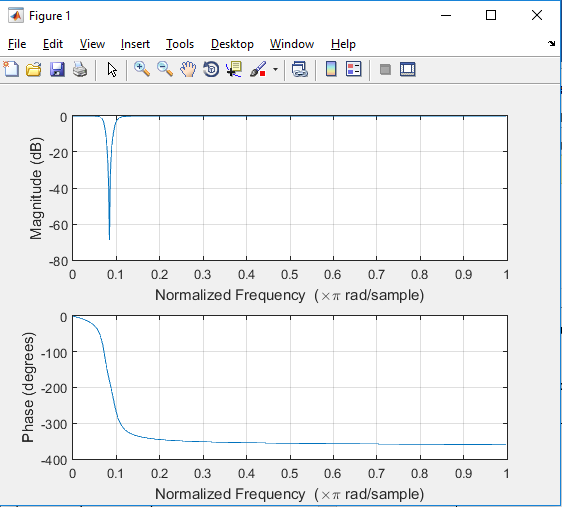 Figure 1
File Edit View Insert Tools Desktop Window Help
0
-20
-40
-60
-80
Magnitude (dB)
0 0.1 0.2 0.3 0.4 0.5 0.6 0.7 0.8 0.9 1
Normalized Frequency (×π rad/sample)
0
-100
-200
-300
-400
Phase (degrees)
0 0.1 0.2 0.3 0.4 0.5 0.6 0.7 0.8 0.9 1
Normalized Frequency (×π rad/sample)